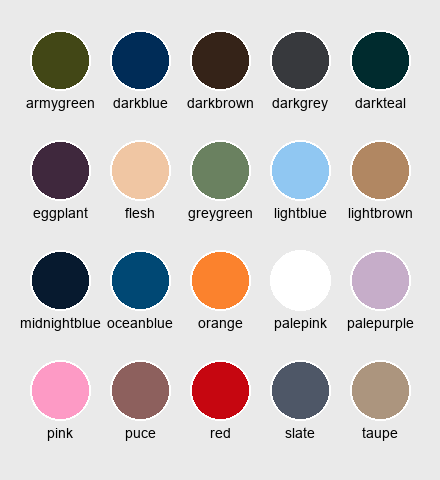 armygreen darkblue darkbrown darkgrey darkteal
eggplant flesh greygreen lightblue lightbrown
midnightblue oceanblue orange palepink palepurple
pink puce red slate taupe